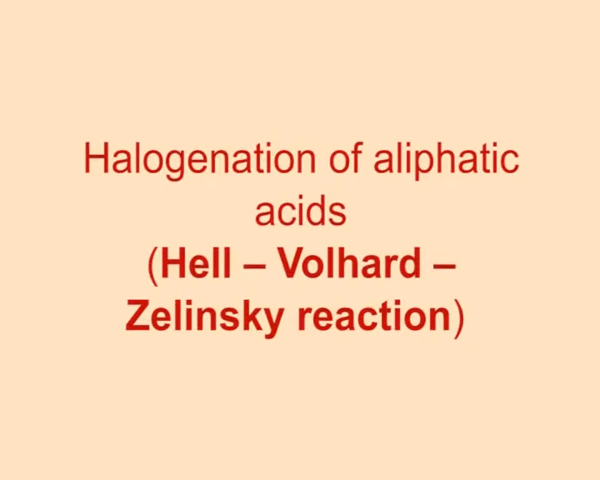 Halogenation of aliphatic
acids
(Hell – Volhard –
Zelinsky reaction)